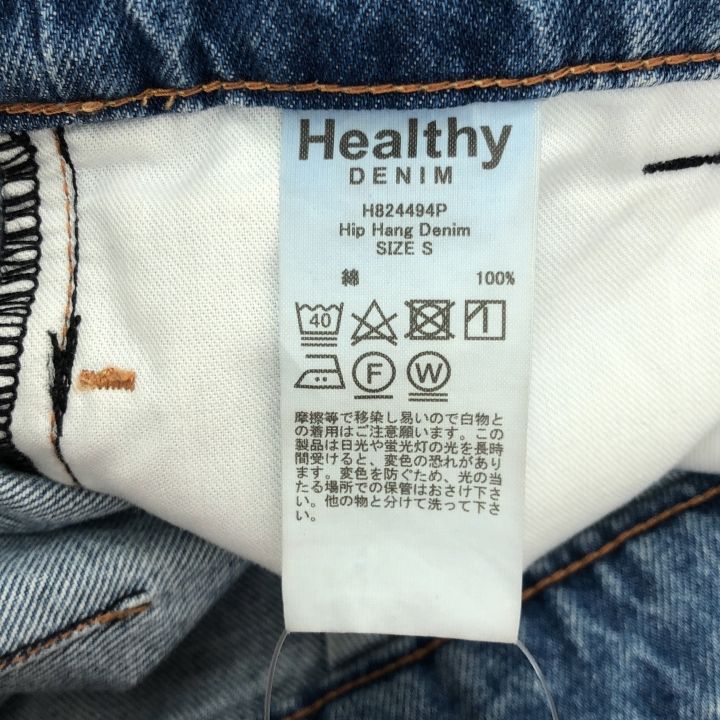 Healthy
DENIM
H824494P
Hip Hang Denim
SIZE S
綿 100%
40
F W
摩擦等で移染し易いので白物と
の着用はご注意願います。この
製品は日光や蛍光灯の光を長時
間受けると、変色の恐れがあり
ます。変色を防ぐため、光の当
たる場所での保管はおさけ下さ
い。他の物と分けて洗って下さ
い。